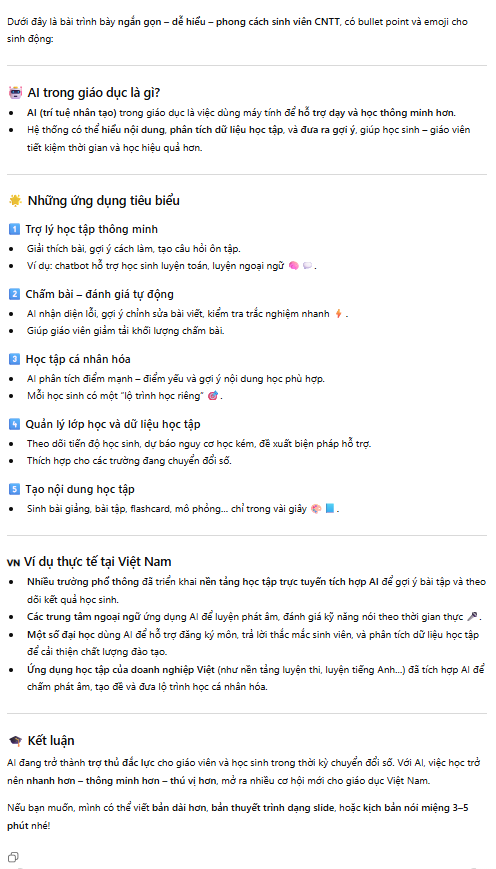 Dưới đây là bài trình bày ngắn gọn – dễ hiểu – phong cách sinh viên CNTT, có bullet point và emoji cho
sinh động:
🤖 AI trong giáo dục là gì?
• AI (trí tuệ nhân tạo) trong giáo dục là việc dùng máy tính để hỗ trợ dạy và học thông minh hơn.
• Hệ thống có thể hiểu nội dung, phân tích dữ liệu học tập, và đưa ra gợi ý, giúp học sinh – giáo viên
tiết kiệm thời gian và học hiệu quả hơn.
🌟 Những ứng dụng tiêu biểu
1️⃣ Trợ lý học tập thông minh
• Giải thích bài, gợi ý cách làm, tạo câu hỏi ôn tập.
• Ví dụ: chatbot hỗ trợ học sinh luyện toán, luyện ngoại ngữ 🧠 💬.
2️⃣ Chấm bài – đánh giá tự động
• AI nhận diện lỗi, gợi ý chỉnh sửa bài viết, kiểm tra trắc nghiệm nhanh ⚡.
• Giúp giáo viên giảm tải khối lượng chấm bài.
3️⃣ Học tập cá nhân hóa
• AI phân tích điểm mạnh – điểm yếu và gợi ý nội dung học phù hợp.
• Mỗi học sinh có một “lộ trình học riêng” 🎯.
4️⃣ Quản lý lớp học và dữ liệu học tập
• Theo dõi tiến độ học sinh, dự báo nguy cơ học kém, đề xuất biện pháp hỗ trợ.
• Thích hợp cho các trường đang chuyển đổi số.
5️⃣ Tạo nội dung học tập
• Sinh bài giảng, bài tập, flashcard, mô phỏng... chỉ trong vài giây 🎨 📘.
VN Ví dụ thực tế tại Việt Nam
• Nhiều trường phổ thông đã triển khai nền tảng học tập trực tuyến tích hợp AI để gợi ý bài tập và theo
dõi kết quả học sinh.
• Các trung tâm ngoại ngữ ứng dụng AI để luyện phát âm, đánh giá kỹ năng nói theo thời gian thực 🎤.
• Một số đại học dùng AI để hỗ trợ đăng ký môn, trả lời thắc mắc sinh viên, và phân tích dữ liệu học tập
để cải thiện chất lượng đào tạo.
• Ứng dụng học tập của doanh nghiệp Việt (như nền tảng luyện thi, luyện tiếng Anh...) đã tích hợp AI để
chấm phát âm, tạo đề và đưa lộ trình học cá nhân hóa.
🎓 Kết luận
AI đang trở thành trợ thủ đắc lực cho giáo viên và học sinh trong thời kỳ chuyển đổi số. Với AI, việc học trở
nên nhanh hơn – thông minh hơn – thú vị hơn, mở ra nhiều cơ hội mới cho giáo dục Việt Nam.
Nếu bạn muốn, mình có thể viết bản dài hơn, bản thuyết trình dạng slide, hoặc kịch bản nói miệng 3–5
phút nhé!